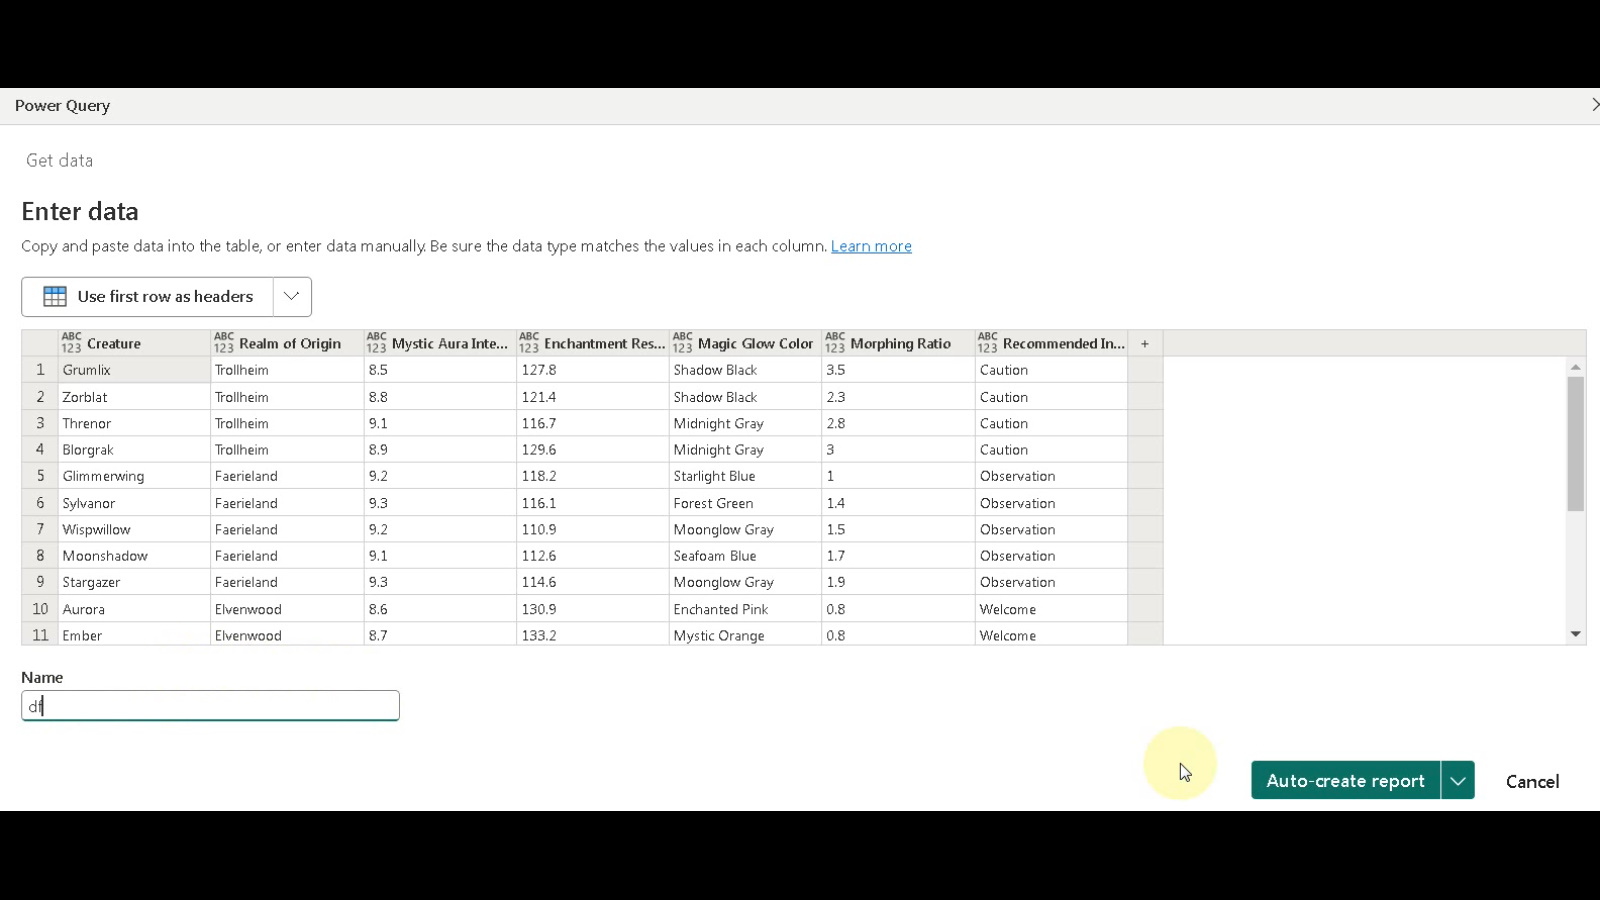 Power Query
Get data
Enter data
Copy and paste data into the table, or enter data manually. Be sure the data type matches the values in each column. Learn more
Use first row as headers
ABC 123 Creature ABC 123 Realm of Origin ABC 123 Mystic Aura Inte... ABC 123 Enchantment Res... ABC 123 Magic Glow Color ABC 123 Morphing Ratio ABC 123 Recommended In... +
1 Grumlix Trollheim 8.5 127.8 Shadow Black 3.5 Caution
2 Zorblat Trollheim 8.8 121.4 Shadow Black 2.3 Caution
3 Threnor Trollheim 9.1 116.7 Midnight Gray 2.8 Caution
4 Blorgrak Trollheim 8.9 129.6 Midnight Gray 3 Caution
5 Glimmerwing Faerieland 9.2 118.2 Starlight Blue 1 Observation
6 Sylvanor Faerieland 9.3 116.1 Forest Green 1.4 Observation
7 Wispwillow Faerieland 9.2 110.9 Moonglow Gray 1.5 Observation
8 Moonshadow Faerieland 9.1 112.6 Seafoam Blue 1.7 Observation
9 Stargazer Faerieland 9.3 114.6 Moonglow Gray 1.9 Observation
10 Aurora Elvenwood 8.6 130.9 Enchanted Pink 0.8 Welcome
11 Ember Elvenwood 8.7 133.2 Mystic Orange 0.8 Welcome
Name
df
Auto-create report Cancel